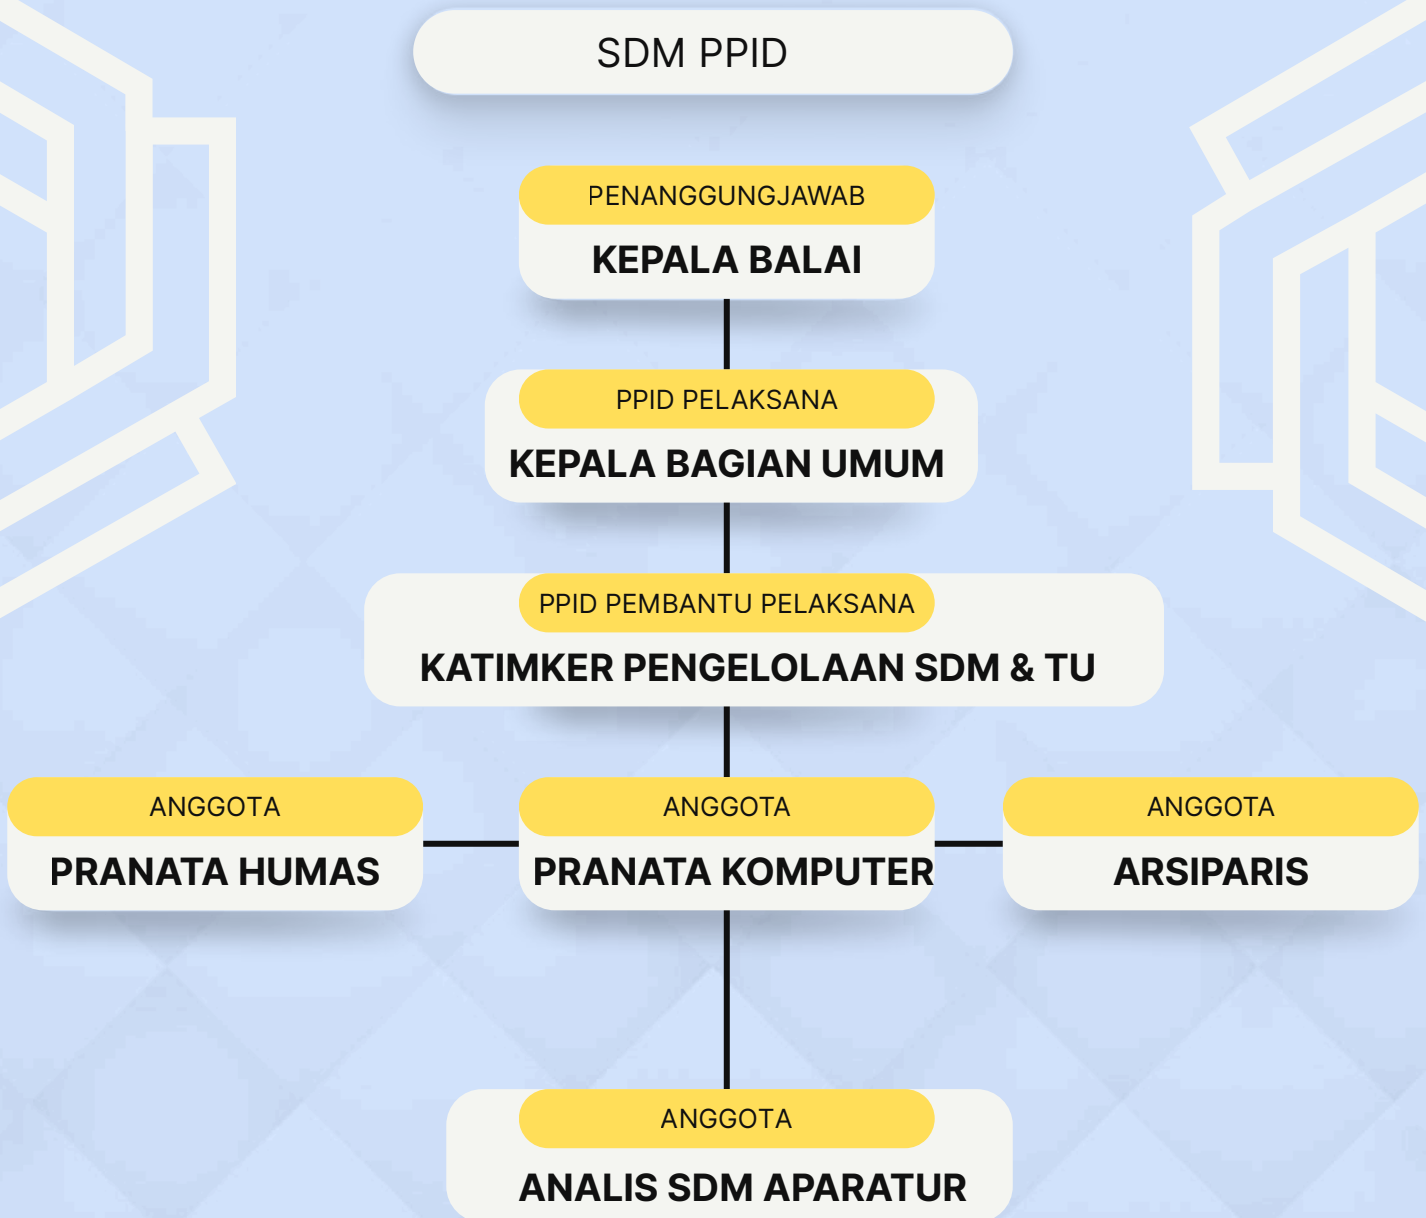 SDM PPID
PENANGGUNGJAWAB
KEPALA BALAI
PPID PELAKSANA
KEPALA BAGIAN UMUM
PPID PEMBANTU PELAKSANA
KATIMKER PENGELOLAAN SDM & TU
ANGGOTA
PRANATA HUMAS
ANGGOTA
PRANATA KOMPUTER
ANGGOTA
ARSIPARIS
ANGGOTA
ANALIS SDM APARATUR